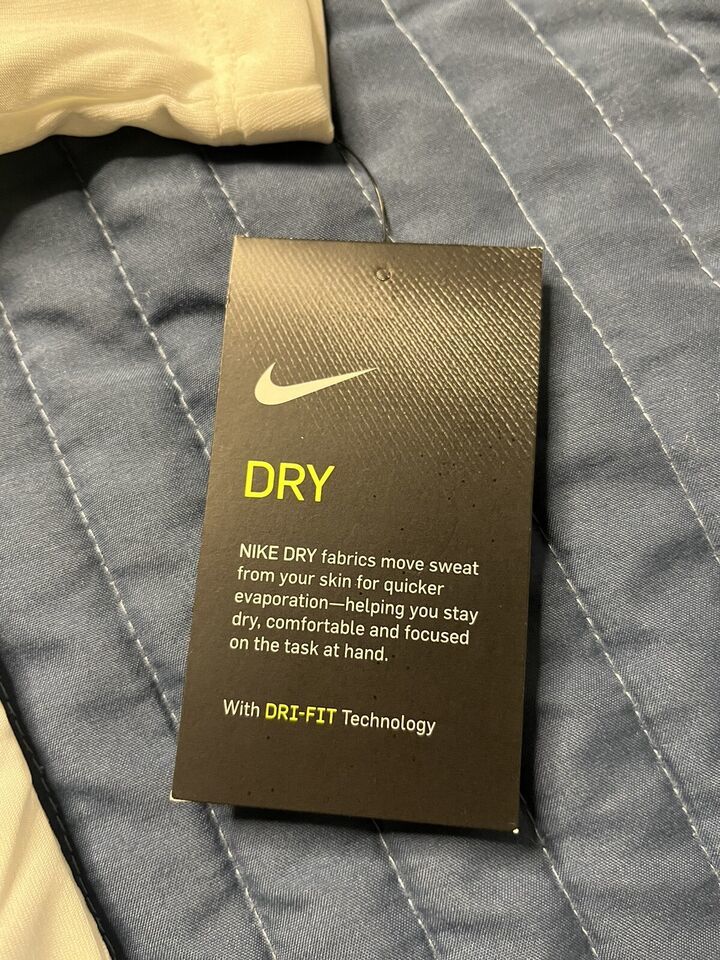 DRY
NIKE DRY fabrics move sweat
from your skin for quicker
evaporation—helping you stay
dry, comfortable and focused
on the task at hand.
With DRI-FIT Technology